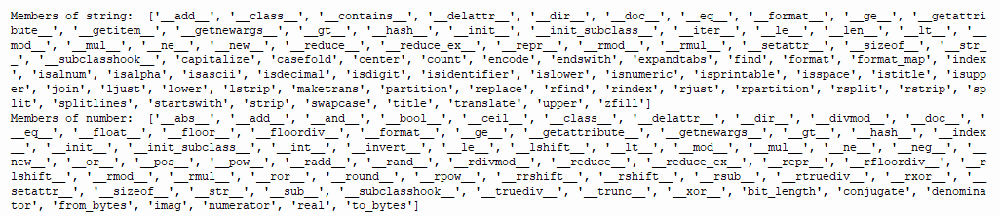 Members of string:  ['__add__', '__class__', '__contains__', '__delattr__', '__dir__', '__doc__', '__eq__', '__format__', '__ge__', '__getattri
bute__', '__getitem__', '__getnewargs__', '__gt__', '__hash__', '__init__', '__init_subclass__', '__iter__', '__le__', '__len__', '__lt__', '__
mod__', '__mul__', '__ne__', '__new__', '__reduce__', '__reduce_ex__', '__repr__', '__rmod__', '__rmul__', '__setattr__', '__sizeof__', '__str_
_', '__subclasshook__', 'capitalize', 'casefold', 'center', 'count', 'encode', 'endswith', 'expandtabs', 'find', 'format', 'format_map', 'index
', 'isalnum', 'isalpha', 'isascii', 'isdecimal', 'isdigit', 'isidentifier', 'islower', 'isnumeric', 'isprintable', 'isspace', 'istitle', 'isupp
er', 'join', 'ljust', 'lower', 'lstrip', 'maketrans', 'partition', 'replace', 'rfind', 'rindex', 'rjust', 'rpartition', 'rsplit', 'rstrip', 'sp
lit', 'splitlines', 'startswith', 'strip', 'swapcase', 'title', 'translate', 'upper', 'zfill']
Members of number:  ['__abs__', '__add__', '__and__', '__bool__', '__ceil__', '__class__', '__delattr__', '__dir__', '__divmod__', '__doc__', '
__eq__', '__float__', '__floor__', '__floordiv__', '__format__', '__ge__', '__getattribute__', '__getnewargs__', '__gt__', '__hash__', '__index
__', '__init__', '__init_subclass__', '__int__', '__invert__', '__le__', '__lshift__', '__lt__', '__mod__', '__mul__', '__ne__', '__neg__', '__
new__', '__or__', '__pos__', '__pow__', '__radd__', '__rand__', '__rdivmod__', '__reduce__', '__reduce_ex__', '__repr__', '__rfloordiv__', '__r
lshift__', '__rmod__', '__rmul__', '__ror__', '__round__', '__rpow__', '__rrshift__', '__rshift__', '__rsub__', '__rtruediv__', '__rxor__', '__
setattr__', '__sizeof__', '__str__', '__sub__', '__subclasshook__', '__truediv__', '__trunc__', '__xor__', 'bit_length', 'conjugate', 'denomina
tor', 'from_bytes', 'imag', 'numerator', 'real', 'to_bytes']